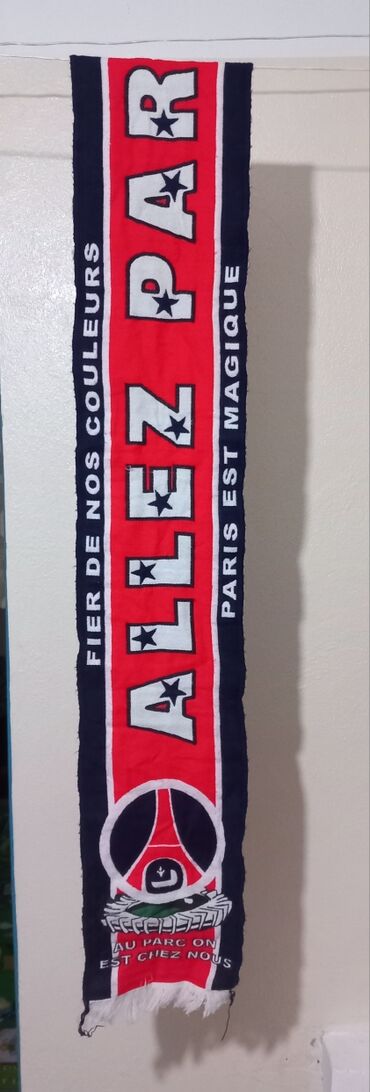 FIER DE NOS COULEURS
ALLEZ PAR
PARIS EST MAGIQUE
AU PARC ON
EST CHEZ NOUS